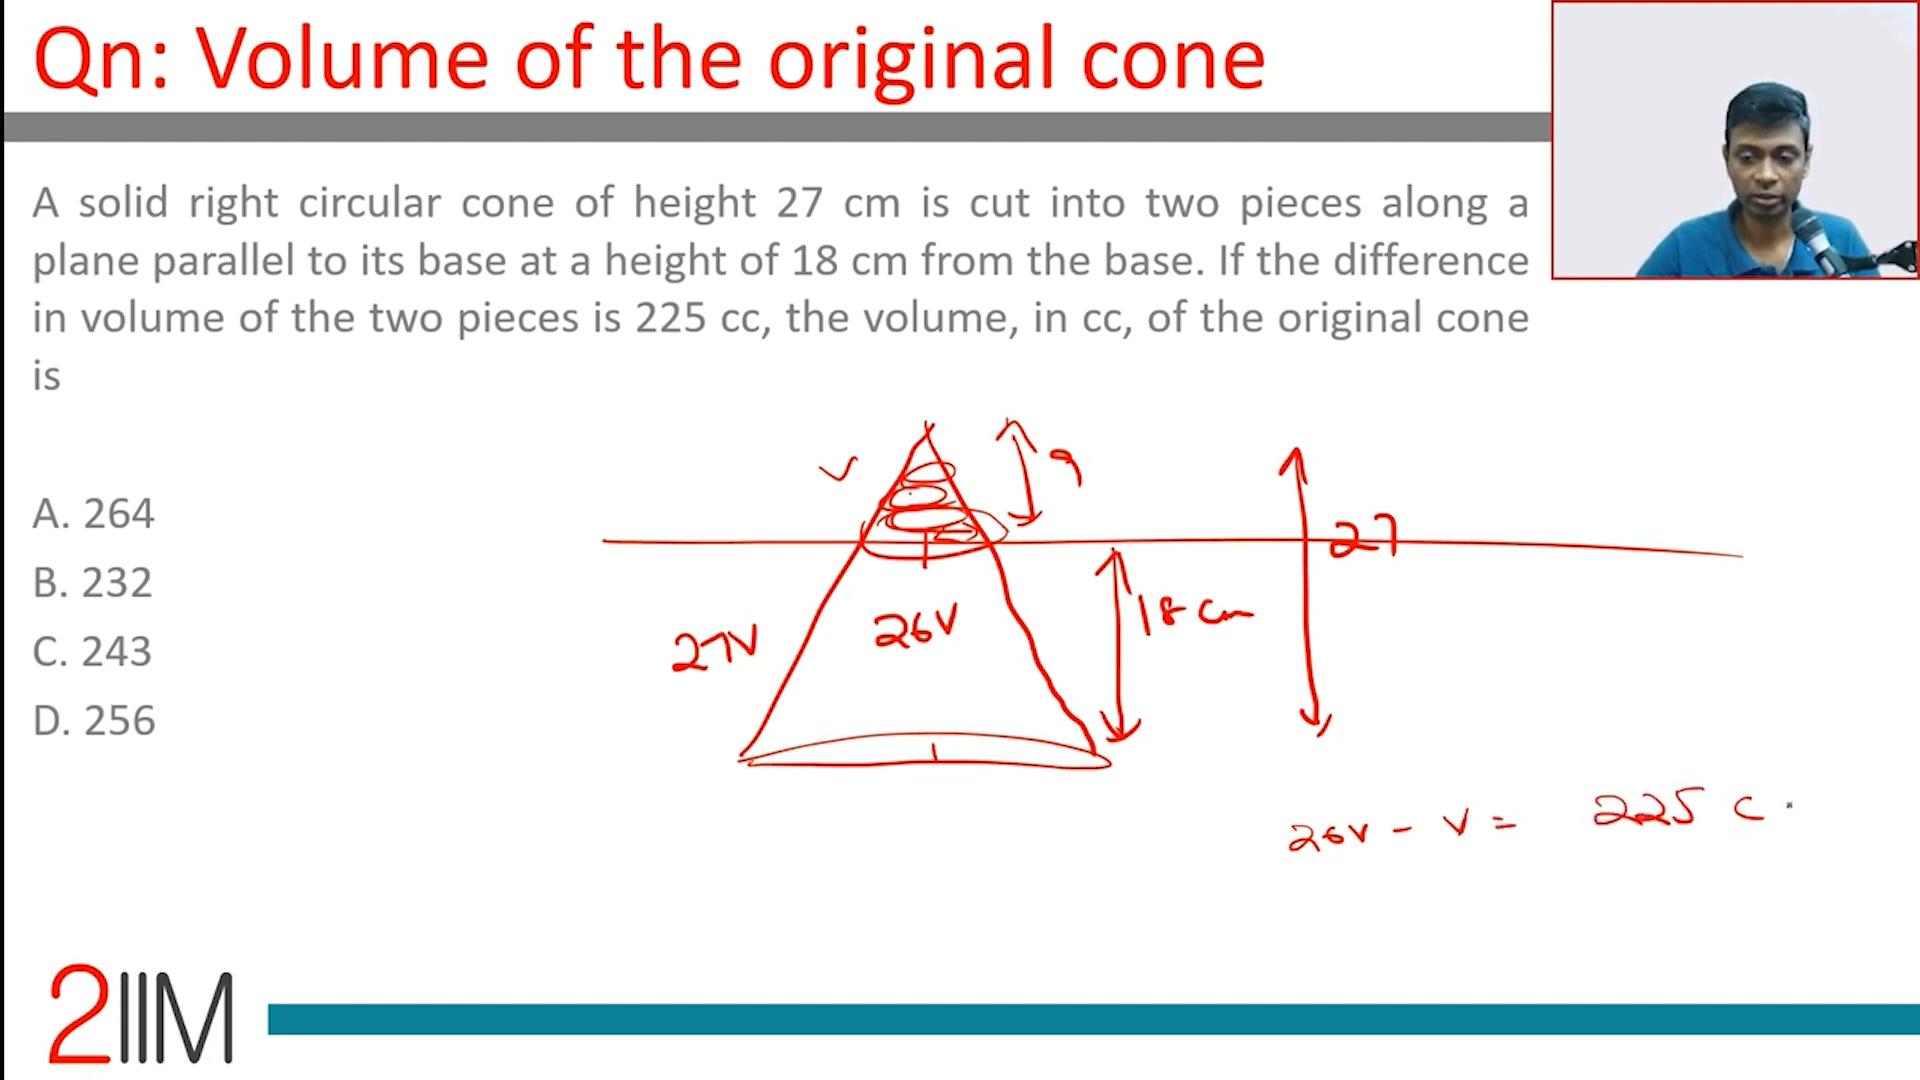 Qn: Volume of the original cone
A solid right circular cone of height 27 cm is cut into two pieces along a
plane parallel to its base at a height of 18 cm from the base. If the difference
in volume of the two pieces is 225 cc, the volume, in cc, of the original cone
is
A. 264
B. 232
C. 243
D. 256
V
9
27
18 cm
26V
27V
26V - V = 225 C
2IIM